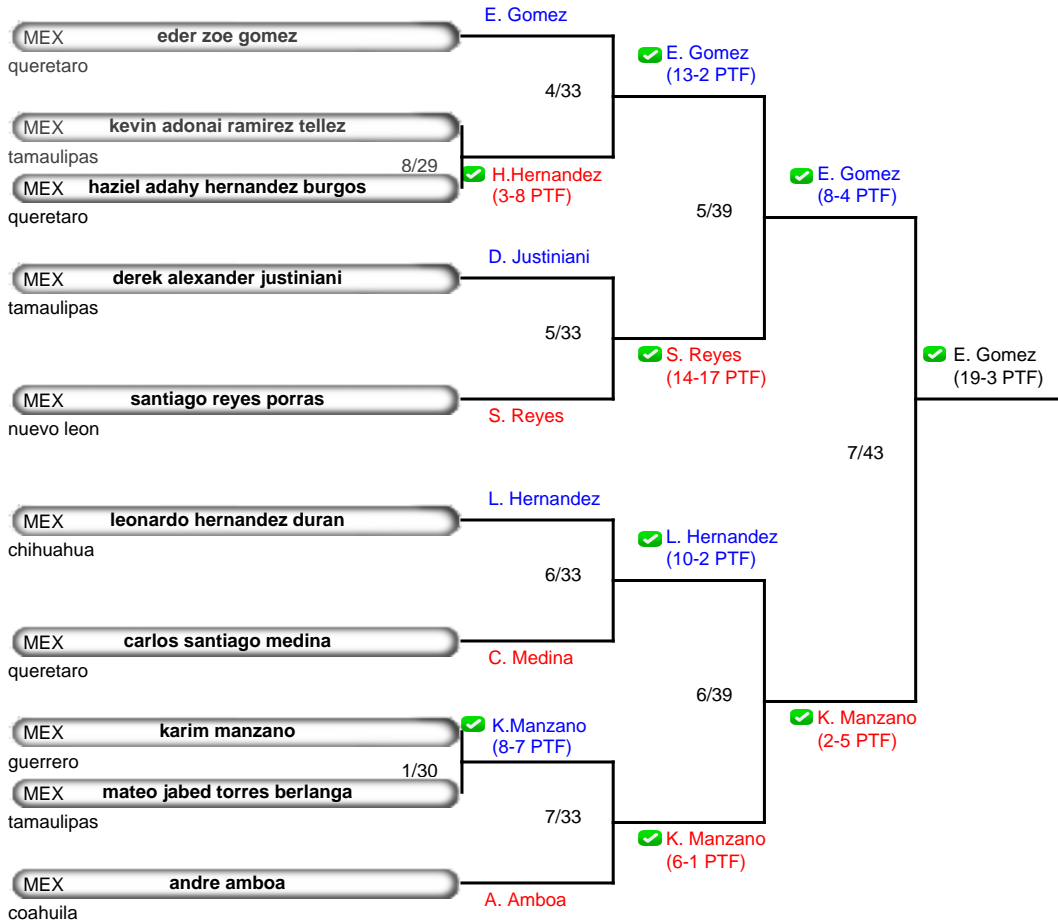 E. Gomez
MEX eder zoe gomez
queretaro
E. Gomez
(13-2 PTF)
4/33
MEX kevin adonai ramirez tellez
tamaulipas
8/29
H.Hernandez
(3-8 PTF)
MEX haziel adahy hernandez burgos
queretaro
E. Gomez
(8-4 PTF)
5/39
D. Justiniani
MEX derek alexander justiniani
tamaulipas
5/33
S. Reyes
(14-17 PTF)
E. Gomez
(19-3 PTF)
MEX santiago reyes porras
S. Reyes
nuevo leon
7/43
L. Hernandez
MEX leonardo hernandez duran
chihuahua
L. Hernandez
(10-2 PTF)
6/33
MEX carlos santiago medina
C. Medina
queretaro
6/39
K. Manzano
(2-5 PTF)
MEX karim manzano
K.Manzano
(8-7 PTF)
guerrero
1/30
MEX mateo jabed torres berlanga
tamaulipas
7/33
K. Manzano
(6-1 PTF)
MEX andre amboa
A. Amboa
coahuila